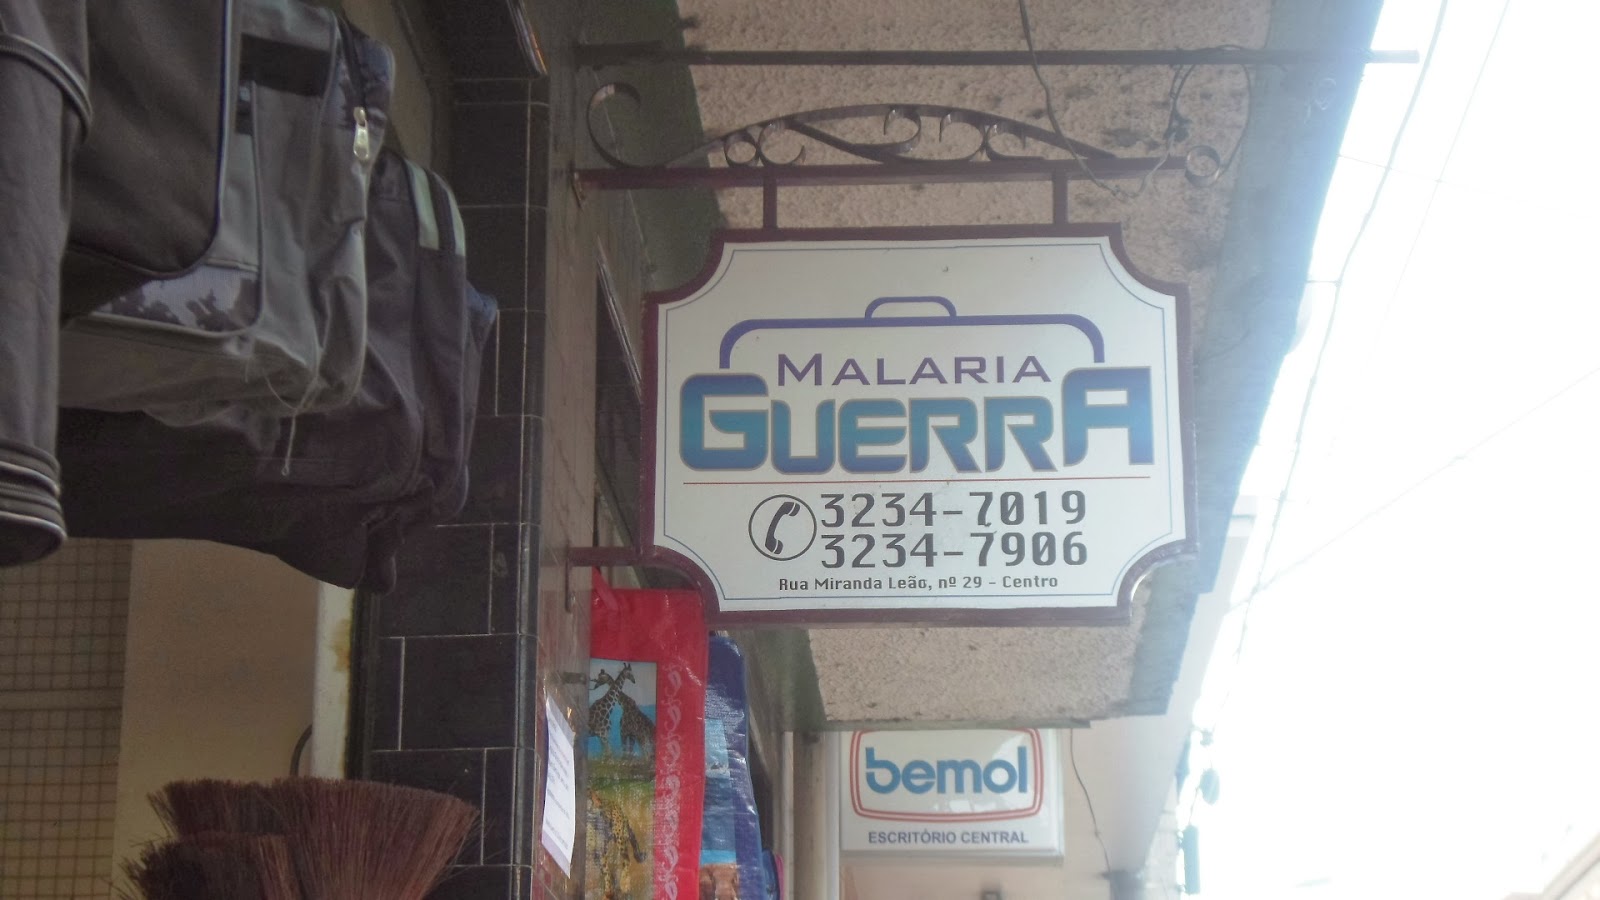 MALARIA
GUERRA
3234-7019
3234-7906
Rua Miranda Leão, nº 29 - Centro
bemol
ESCRITÓRIO CENTRAL